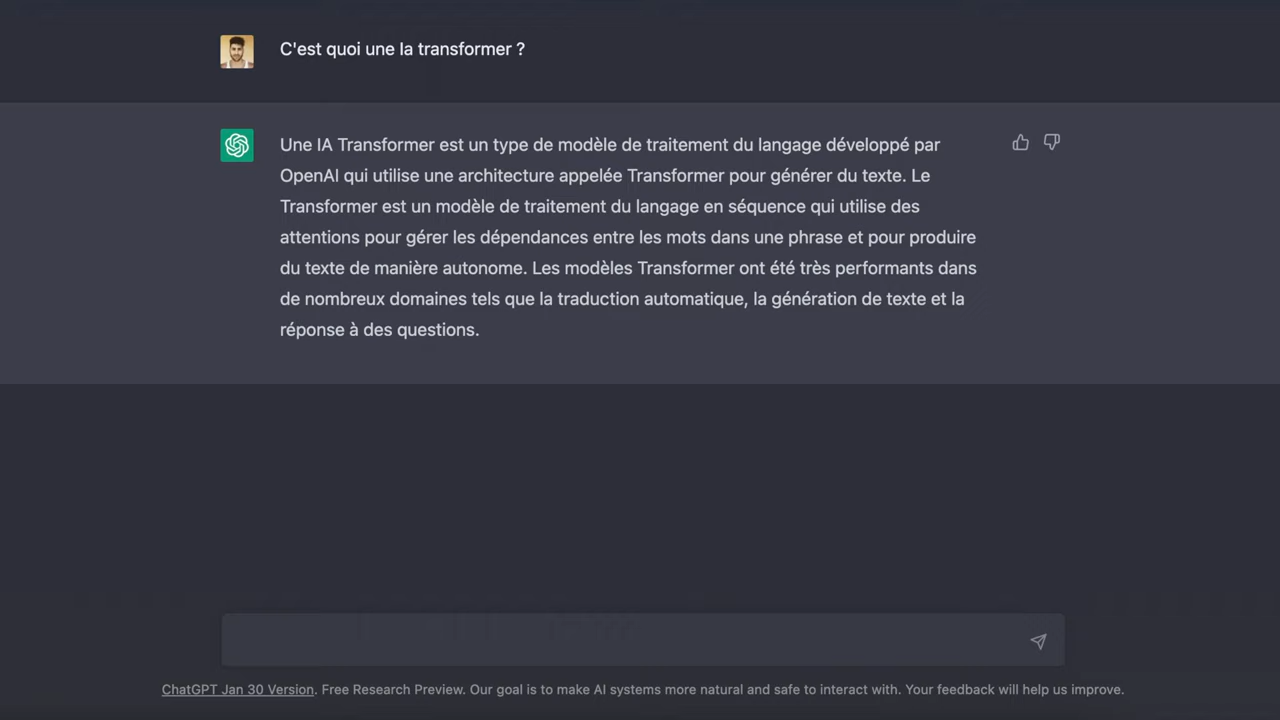 C'est quoi une Ia transformer ?
Une IA Transformer est un type de modèle de traitement du langage développé par
OpenAI qui utilise une architecture appelée Transformer pour générer du texte. Le
Transformer est un modèle de traitement du langage en séquence qui utilise des
attentions pour gérer les dépendances entre les mots dans une phrase et pour produire
du texte de manière autonome. Les modèles Transformer ont été très performants dans
de nombreux domaines tels que la traduction automatique, la génération de texte et la
réponse à des questions.
ChatGPT Jan 30 Version. Free Research Preview. Our goal is to make AI systems more natural and safe to interact with. Your feedback will help us improve.